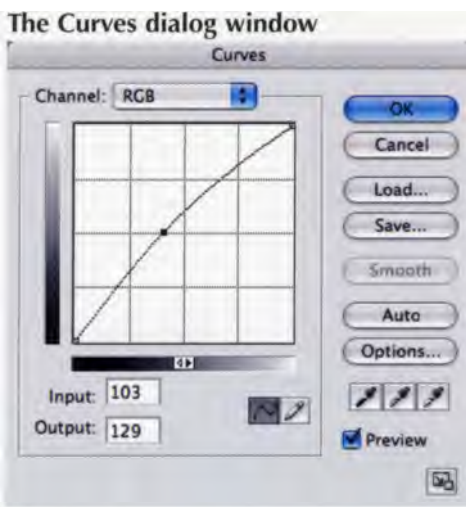 The Curves dialog window
Curves
Channel: RGB
OK
Cancel
Load...
Save...
Smooth
Auto
Options...
Input: 103
Output: 129
Preview